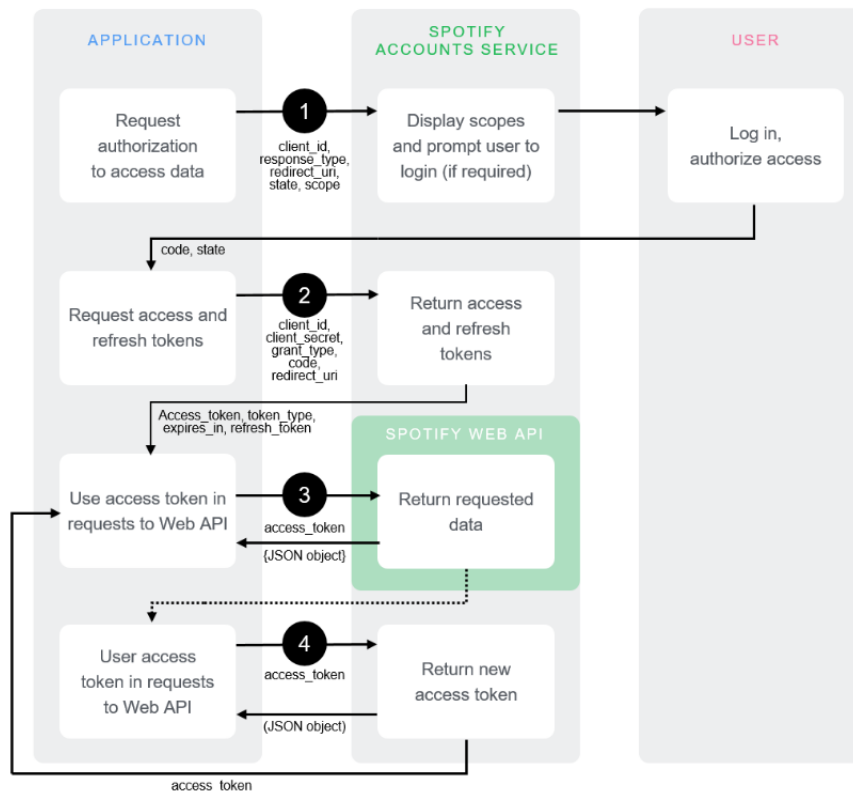 APPLICATION
SPOTIFY
ACCOUNTS SERVICE
USER
Request
authorization
to access data
1
client_id,
response_type,
redirect_uri,
state, scope
Display scopes
and prompt user to
login (if required)
Log in,
authorize access
code, state
Request access and
refresh tokens
2
client_id,
client_secret,
grant_type,
code,
redirect_uri
Return access
and refresh
tokens
Access_token, token_type,
expires_in, refresh_token
SPOTIFY WEB API
Use access token in
requests to Web API
3
access_token
{JSON object}
Return requested
data
User access
token in requests
to Web API
4
access_token
(JSON object)
Return new
access token
access_token